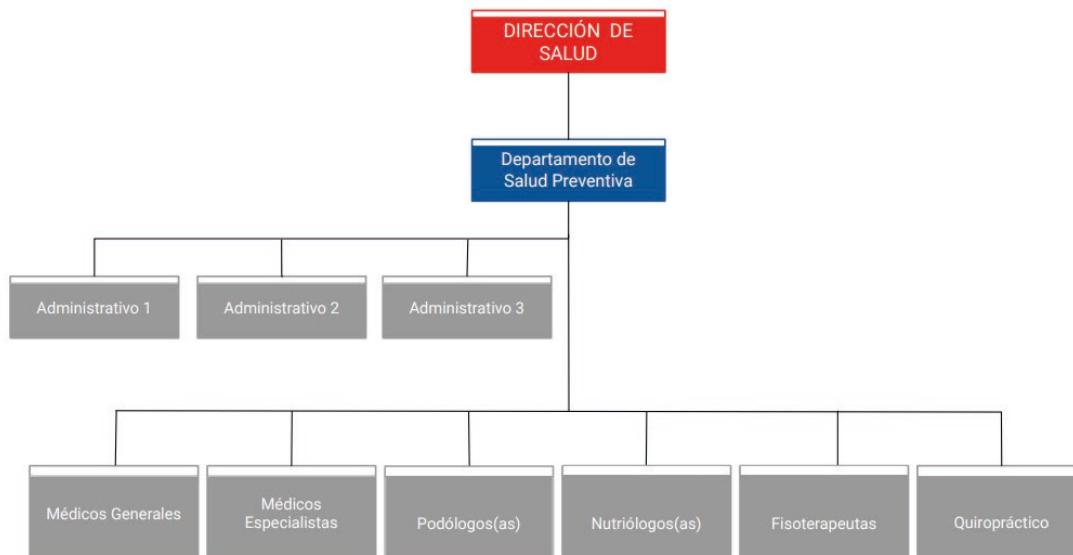 DIRECCIÓN DE
SALUD
Departamento de
Salud Preventiva
Administrativo 1
Administrativo 2
Administrativo 3
Médicos Generales
Médicos
Especialistas
Podólogos(as)
Nutriólogos(as)
Fisoterapeutas
Quiropráctico